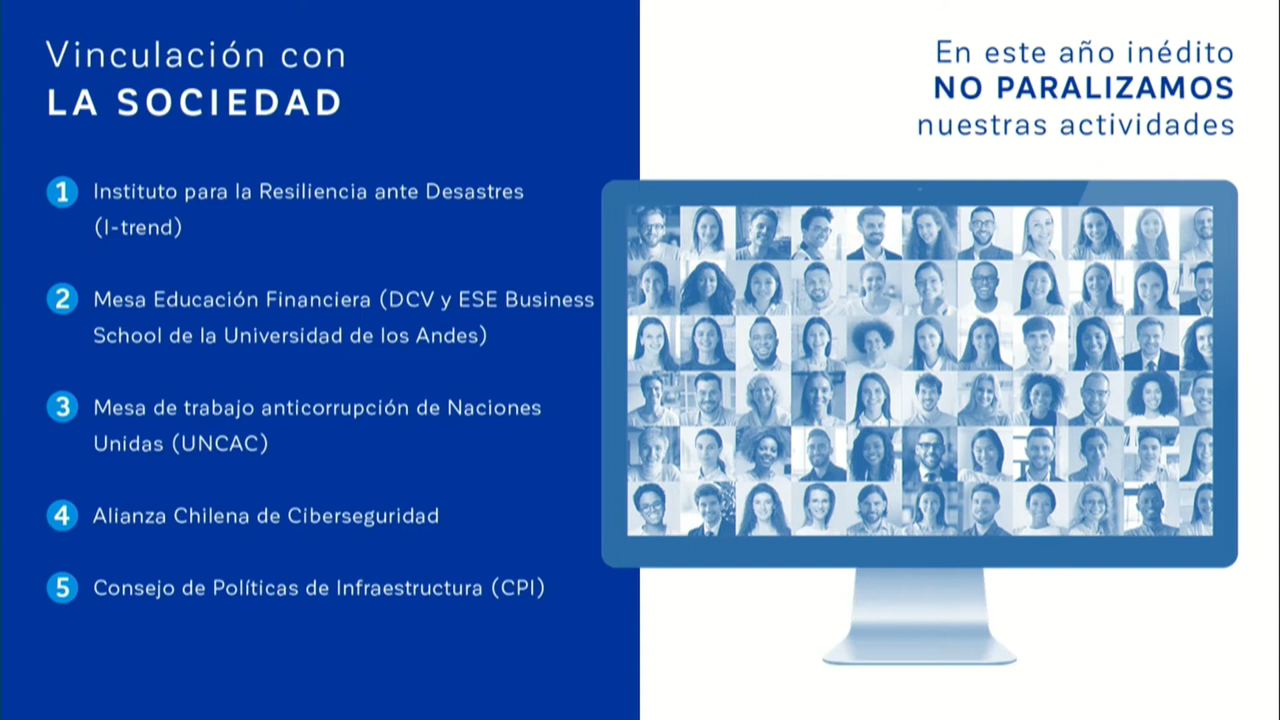 Vinculación con
LA SOCIEDAD
1 Instituto para la Resiliencia ante Desastres
(I-trend)
2 Mesa Educación Financiera (DCV y ESE Business
School de la Universidad de los Andes)
3 Mesa de trabajo anticorrupción de Naciones
Unidas (UNCAC)
4 Alianza Chilena de Ciberseguridad
5 Consejo de Políticas de Infraestructura (CPI)
En este año inédito
NO PARALIZAMOS
nuestras actividades